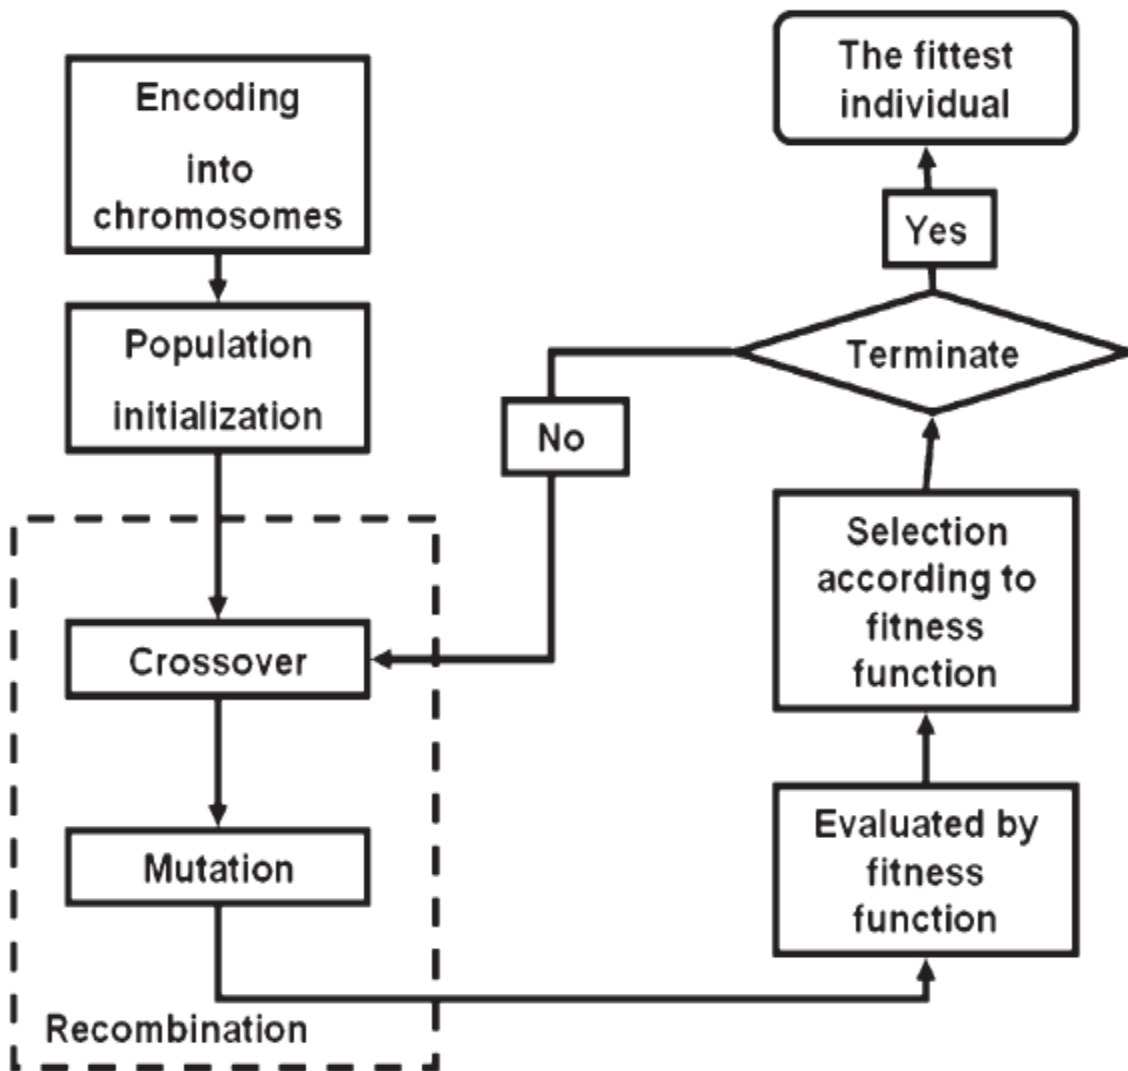 Encoding
into
chromosomes
Population
initialization
Crossover
Mutation
Recombination
The fittest
individual
Yes
Terminate
No
Selection
according to
fitness
function
Evaluated by
fitness
function